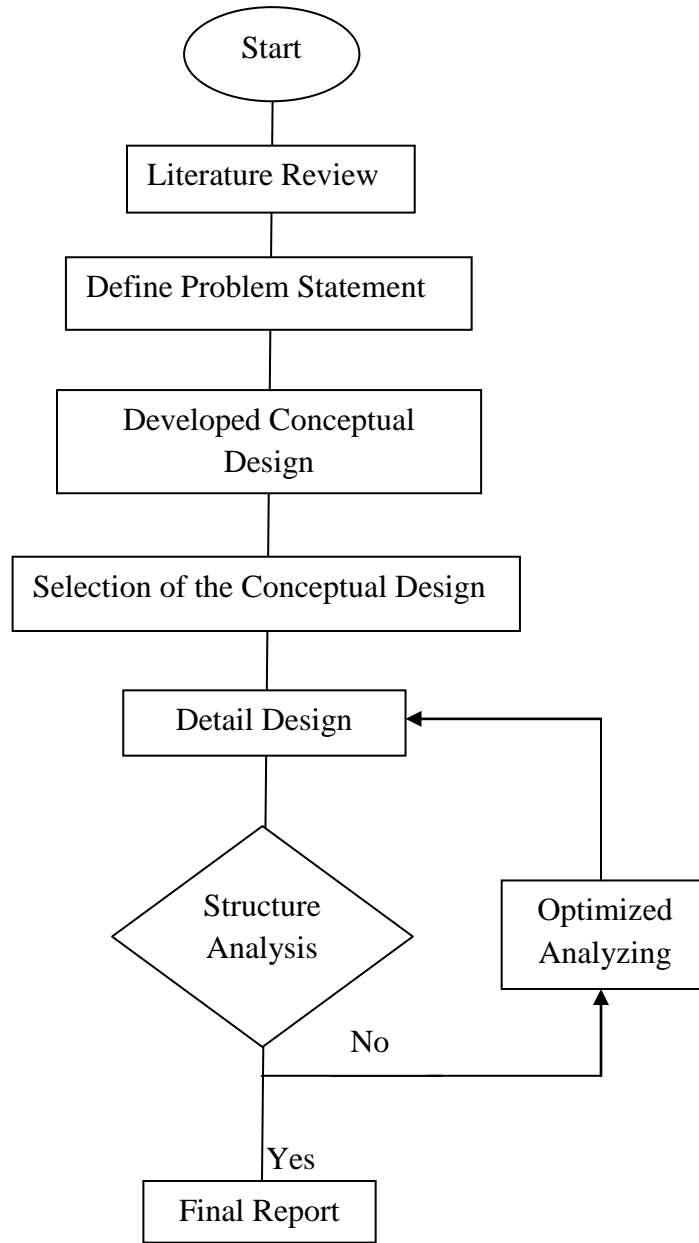 Start
Literature Review
Define Problem Statement
Developed Conceptual
Design
Selection of the Conceptual Design
Detail Design
Structure
Analysis
Optimized
Analyzing
No
Yes
Final Report